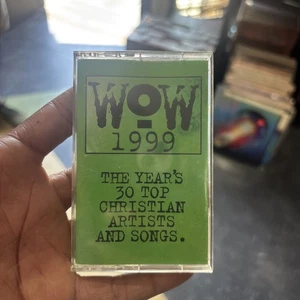 WOW
1999
THE YEAR'S
30 TOP
CHRISTIAN
ARTISTS
AND SONGS.